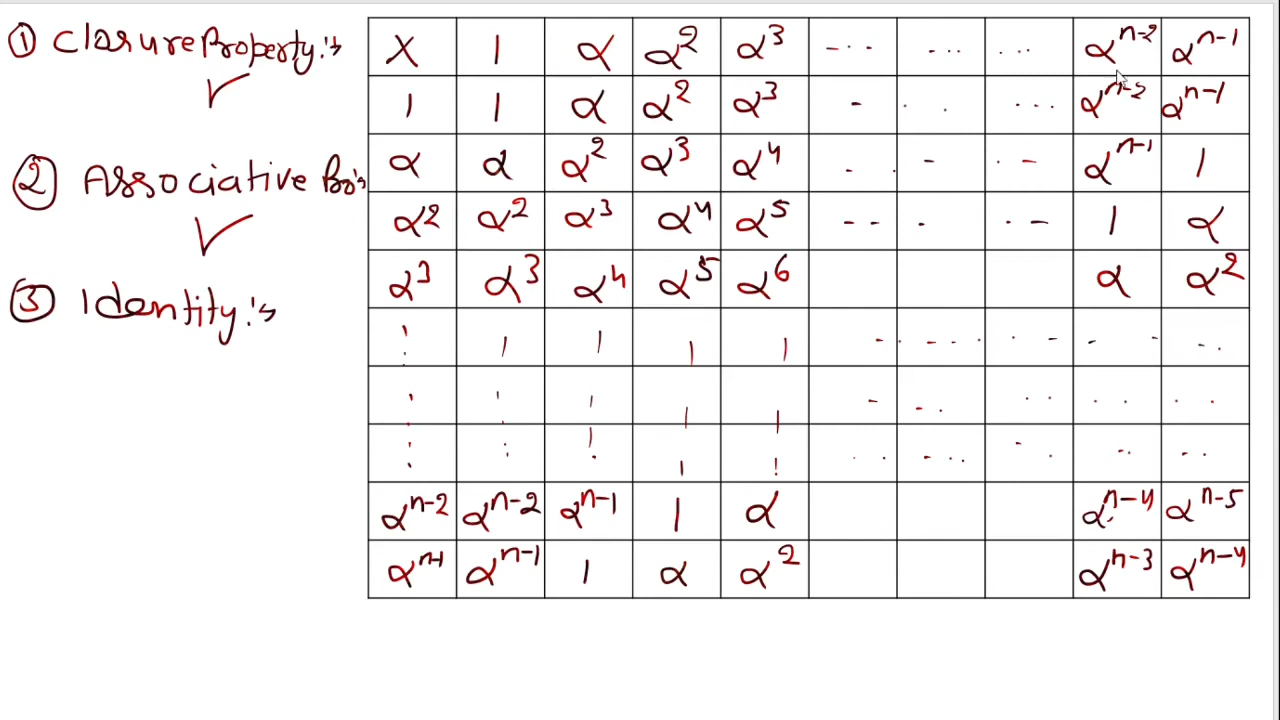 ① Closure Property:s
② Associative Pro's
③ Identity:s
X 1 α α² α³ --·· ··· ··· αⁿ⁻² αⁿ⁻¹
1 1 α α² α³ - · · ··· αⁿ⁻² αⁿ⁻¹
α α α² α³ α⁴ - · - · - αⁿ⁻¹ 1
α² α² α³ α⁴ α⁵ -- - · - 1 α
α³ α³ α⁴ α⁵ α⁶ α α²
αⁿ⁻² αⁿ⁻² αⁿ⁻¹ 1 α αⁿ⁻⁴ αⁿ⁻⁵
αⁿ⁻¹ αⁿ⁻¹ 1 α α² αⁿ⁻³ αⁿ⁻⁴